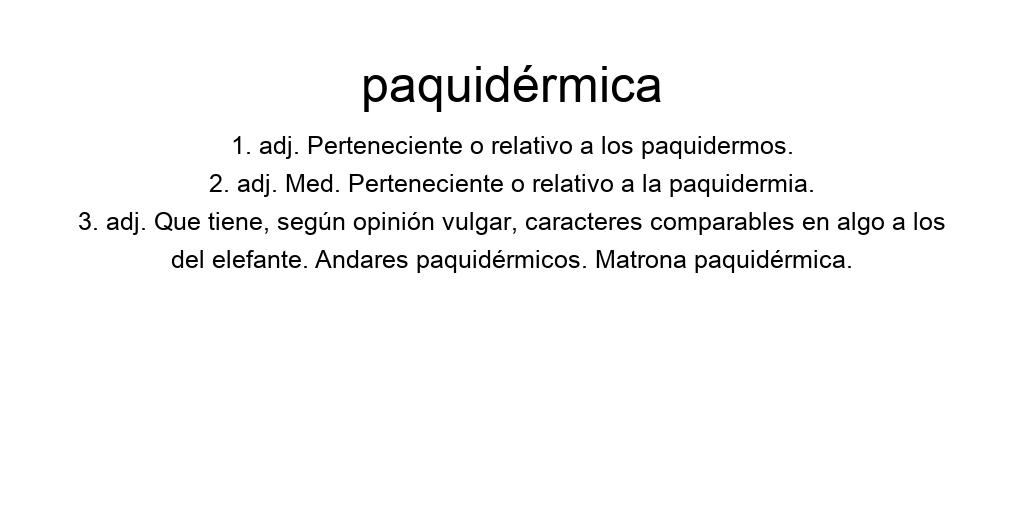 paquidérmica
1. adj. Perteneciente o relativo a los paquidermos.
2. adj. Med. Perteneciente o relativo a la paquidermia.
3. adj. Que tiene, según opinión vulgar, caracteres comparables en algo a los
del elefante. Andares paquidérmicos. Matrona paquidérmica.